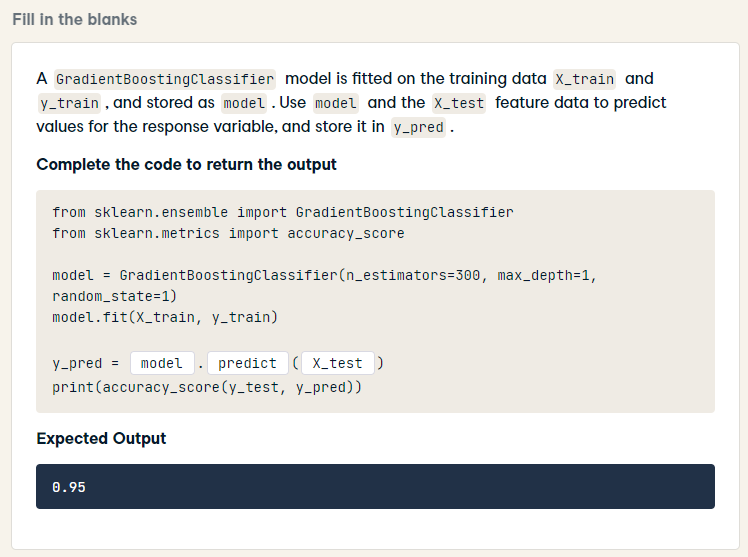 Fill in the blanks
A GradientBoostingClassifier model is fitted on the training data X_train and
y_train , and stored as model . Use model and the X_test feature data to predict
values for the response variable, and store it in y_pred .
Complete the code to return the output
from sklearn.ensemble import GradientBoostingClassifier
from sklearn.metrics import accuracy_score
model = GradientBoostingClassifier(n_estimators=300, max_depth=1,
random_state=1)
model.fit(X_train, y_train)
y_pred = model . predict ( X_test )
print(accuracy_score(y_test, y_pred))
Expected Output
0.95